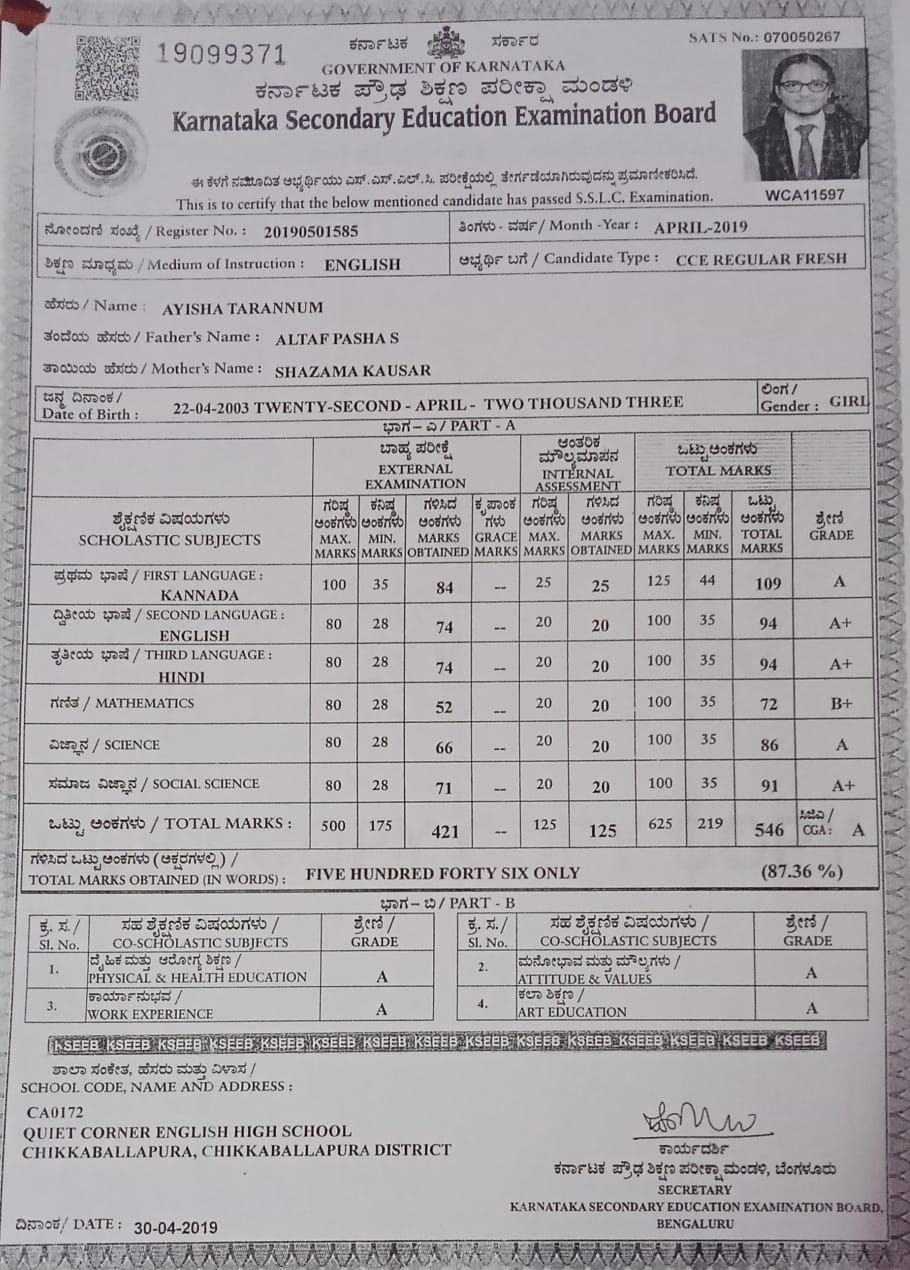 19099371
SATS No.: 070050267
ಕರ್ನಾಟಕ ಸರ್ಕಾರ
GOVERNMENT OF KARNATAKA
ಕರ್ನಾಟಕ ಪ್ರೌಢ ಶಿಕ್ಷಣ ಪರೀಕ್ಷಾ ಮಂಡಳಿ
Karnataka Secondary Education Examination Board
ಈ ಕೆಳಗೆ ನಮೂದಿತ ಅಭ್ಯರ್ಥಿಯು ಎಸ್.ಎಸ್.ಎಲ್.ಸಿ. ಪರೀಕ್ಷೆಯಲ್ಲಿ ತೇರ್ಗಡೆಯಾಗಿರುವುದನ್ನು ಪ್ರಮಾಣೀಕರಿಸಿದೆ.
This is to certify that the below mentioned candidate has passed S.S.L.C. Examination.
WCA11597
ನೋಂದಣಿ ಸಂಖ್ಯೆ / Register No. : 20190501585 ತಿಂಗಳು - ವರ್ಷ / Month -Year : APRIL-2019
ಶಿಕ್ಷಣ ಮಾಧ್ಯಮ / Medium of Instruction : ENGLISH ಅಭ್ಯರ್ಥಿ ಬಗೆ / Candidate Type : CCE REGULAR FRESH
ಹೆಸರು / Name : AYISHA TARANNUM
ತಂದೆಯ ಹೆಸರು / Father's Name : ALTAF PASHA S
ತಾಯಿಯ ಹೆಸರು / Mother's Name : SHAZAMA KAUSAR
ಜನ್ಮ ದಿನಾಂಕ / Date of Birth : 22-04-2003 TWENTY-SECOND - APRIL - TWO THOUSAND THREE ಲಿಂಗ / Gender : GIRL
ಭಾಗ – ಎ / PART - A
ಬಾಹ್ಯ ಪರೀಕ್ಷೆ EXTERNAL EXAMINATION ಆಂತರಿಕ ಮೌಲ್ಯಮಾಪನ INTERNAL ASSESSMENT ಒಟ್ಟು ಅಂಕಗಳು TOTAL MARKS
ಶೈಕ್ಷಣಿಕ ವಿಷಯಗಳು SCHOLASTIC SUBJECTS ಗರಿಷ್ಠ ಅಂಕಗಳು MAX. MARKS ಕನಿಷ್ಠ ಅಂಕಗಳು MIN. MARKS ಗಳಿಸಿದ ಅಂಕಗಳು MARKS OBTAINED ಕೃಪಾಂಕಗಳು GRACE MARKS ಗರಿಷ್ಠ ಅಂಕಗಳು MAX. MARKS ಗಳಿಸಿದ ಅಂಕಗಳು MARKS OBTAINED ಗರಿಷ್ಠ ಅಂಕಗಳು MAX. MARKS ಕನಿಷ್ಠ ಅಂಕಗಳು MIN. MARKS ಒಟ್ಟು ಅಂಕಗಳು TOTAL MARKS ಶ್ರೇಣಿ GRADE
ಪ್ರಥಮ ಭಾಷೆ / FIRST LANGUAGE : KANNADA 100 35 84 -- 25 25 125 44 109 A
ದ್ವಿತೀಯ ಭಾಷೆ / SECOND LANGUAGE : ENGLISH 80 28 74 -- 20 20 100 35 94 A+
ತೃತೀಯ ಭಾಷೆ / THIRD LANGUAGE : HINDI 80 28 74 -- 20 20 100 35 94 A+
ಗಣಿತ / MATHEMATICS 80 28 52 -- 20 20 100 35 72 B+
ವಿಜ್ಞಾನ / SCIENCE 80 28 66 -- 20 20 100 35 86 A
ಸಮಾಜ ವಿಜ್ಞಾನ / SOCIAL SCIENCE 80 28 71 -- 20 20 100 35 91 A+
ಒಟ್ಟು ಅಂಕಗಳು / TOTAL MARKS : 500 175 421 -- 125 125 625 219 546 ಸಿಜಿಎ / CGA : A
ಗಳಿಸಿದ ಒಟ್ಟು ಅಂಕಗಳು (ಅಕ್ಷರಗಳಲ್ಲಿ) /
TOTAL MARKS OBTAINED (IN WORDS) : FIVE HUNDRED FORTY SIX ONLY (87.36 %)
ಭಾಗ – ಬಿ / PART - B
ಕ್ರ. ಸ. / Sl. No. ಸಹ ಶೈಕ್ಷಣಿಕ ವಿಷಯಗಳು / CO-SCHOLASTIC SUBJECTS ಶ್ರೇಣಿ / GRADE ಕ್ರ. ಸ. / Sl. No. ಸಹ ಶೈಕ್ಷಣಿಕ ವಿಷಯಗಳು / CO-SCHOLASTIC SUBJECTS ಶ್ರೇಣಿ / GRADE
1. ದೈಹಿಕ ಮತ್ತು ಆರೋಗ್ಯ ಶಿಕ್ಷಣ / PHYSICAL & HEALTH EDUCATION A 2. ಮನೋಭಾವ ಮತ್ತು ಮೌಲ್ಯಗಳು / ATTITUDE & VALUES A
3. ಕಾರ್ಯಾನುಭವ / WORK EXPERIENCE A 4. ಕಲಾ ಶಿಕ್ಷಣ / ART EDUCATION A
KSEEB KSEEB KSEEB KSEEB KSEEB KSEEB KSEEB KSEEB KSEEB KSEEB KSEEB KSEEB KSEEB KSEEB KSEEB
ಶಾಲಾ ಸಂಕೇತ, ಹೆಸರು ಮತ್ತು ವಿಳಾಸ /
SCHOOL CODE, NAME AND ADDRESS :
CA0172
QUIET CORNER ENGLISH HIGH SCHOOL
CHIKKABALLAPURA, CHIKKABALLAPURA DISTRICT
ಕಾರ್ಯದರ್ಶಿ
ಕರ್ನಾಟಕ ಪ್ರೌಢ ಶಿಕ್ಷಣ ಪರೀಕ್ಷಾ ಮಂಡಳಿ, ಬೆಂಗಳೂರು
SECRETARY
KARNATAKA SECONDARY EDUCATION EXAMINATION BOARD,
BENGALURU
ದಿನಾಂಕ / DATE : 30-04-2019